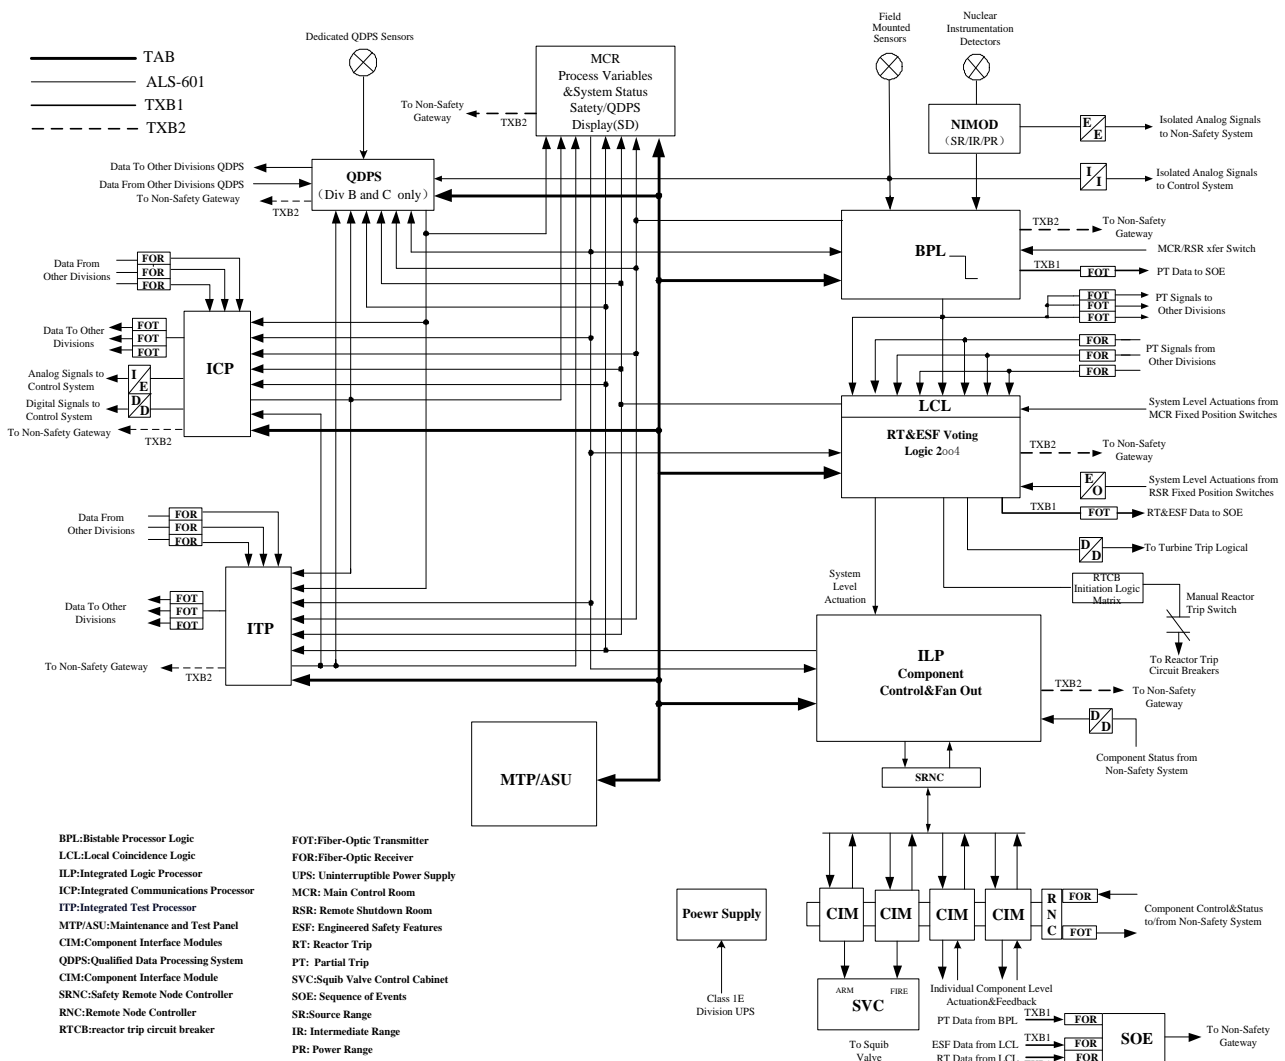 TAB
ALS-601
TXB1
TXB2
Dedicated QDPS Sensors
MCR
Process Variables
&System Status
Satety/QDPS
Display(SD)
To Non-Safety
Gateway
TXB2
Field
Mounted
Sensors
Nuclear
Instrumentation
Detectors
NIMOD
(SR/IR/PR)
E
E
Isolated Analog Signals
to Non-Safety System
I
I
Isolated Analog Signals
to Control System
Data To Other Divisions QDPS
Data From Other Divisions QDPS
To Non-Safety Gateway
TXB2
QDPS
(Div B and C only)
BPL
TXB2
To Non-Safety
Gateway
MCR/RSR xfer Switch
TXB1
FOT
PT Data to SOE
FOT
FOT
FOT
PT Signals to
Other Divisions
FOR
FOR
FOR
PT Signals from
Other Divisions
Data From
Other Divisions
FOR
FOR
FOR
Data To Other
Divisions
FOT
FOT
FOT
ICP
Analog Signals to
Control System
I
E
Digital Signals to
Control System
D
D
To Non-Safety Gateway
TXB2
LCL
RT&ESF Voting
Logic 2oo4
System Level Actuations from
MCR Fixed Position Switches
TXB2
To Non-Safety
Gateway
E
O
System Level Actuations from
RSR Fixed Position Switches
TXB1
FOT
RT&ESF Data to SOE
D
D
To Turbine Trip Logical
RTCB
Initiation Logic
Matrix
Manual Reactor
Trip Switch
To Reactor Trip
Circuit Breakers
Data From
Other Divisions
FOR
FOR
FOR
Data To Other
Divisions
FOT
FOT
FOT
ITP
To Non-Safety Gateway
TXB2
System
Level
Actuation
ILP
Component
Control&Fan Out
TXB2
To Non-Safety
Gateway
D
D
Component Status from
Non-Safety System
MTP/ASU
SRNC
BPL:Bistable Processor Logic
LCL:Local Coincidence Logic
ILP:Integrated Logic Processor
ICP:Integrated Communications Processor
ITP:Integrated Test Processor
MTP/ASU:Maintenance and Test Panel
CIM:Component Interface Modules
QDPS:Qualified Data Processing System
CIM:Component Interface Module
SRNC:Safety Remote Node Controller
RNC:Remote Node Controller
RTCB:reactor trip circuit breaker
FOT:Fiber-Optic Transmitter
FOR:Fiber-Optic Receiver
UPS: Uninterruptible Power Supply
MCR: Main Control Room
RSR: Remote Shutdown Room
ESF: Engineered Safety Features
RT: Reactor Trip
PT: Partial Trip
SVC:Squib Valve Control Cabinet
SOE: Sequence of Events
SR:Source Range
IR: Intermediate Range
PR: Power Range
Poewr Supply
Class 1E
Division UPS
CIM
CIM
CIM
CIM
R
N
C
FOR
FOT
Component Control&Status
to/from Non-Safety System
ARM
FIRE
SVC
To Squib
Valve
Individual Component Level
Actuation&Feedback
PT Data from BPL
TXB1
FOR
ESF Data from LCL
TXB1
FOR
RT Data from LCL
FOR
SOE
To Non-Safety
Gateway